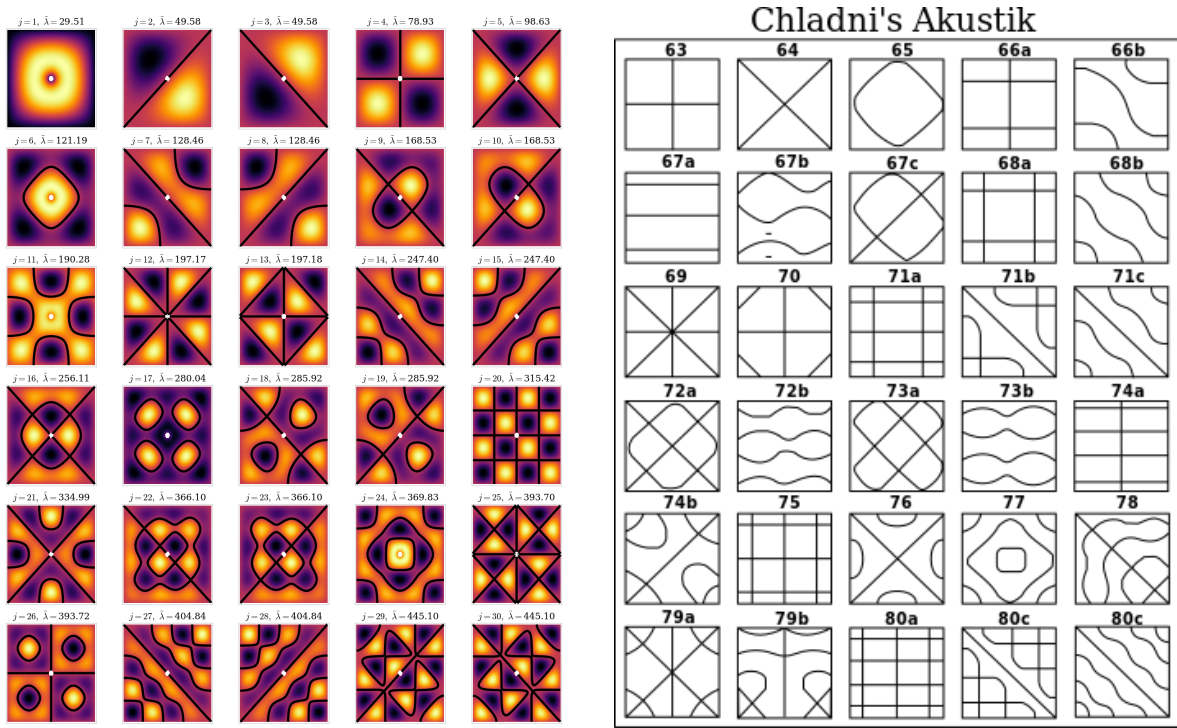 Chladni's Akustik
j=1, λ̃=29.51 j=2, λ̃=49.58 j=3, λ̃=49.58 j=4, λ̃=78.93 j=5, λ̃=98.63
j=6, λ̃=121.19 j=7, λ̃=128.46 j=8, λ̃=128.46 j=9, λ̃=168.53 j=10, λ̃=168.53
j=11, λ̃=190.28 j=12, λ̃=197.17 j=13, λ̃=197.18 j=14, λ̃=247.40 j=15, λ̃=247.40
j=16, λ̃=256.11 j=17, λ̃=280.04 j=18, λ̃=285.92 j=19, λ̃=285.92 j=20, λ̃=315.42
j=21, λ̃=334.99 j=22, λ̃=366.10 j=23, λ̃=366.10 j=24, λ̃=369.83 j=25, λ̃=393.70
j=26, λ̃=393.72 j=27, λ̃=404.84 j=28, λ̃=404.84 j=29, λ̃=445.10 j=30, λ̃=445.10
63 64 65 66a 66b
67a 67b 67c 68a 68b
69 70 71a 71b 71c
72a 72b 73a 73b 74a
74b 75 76 77 78
79a 79b 80a 80c 80c